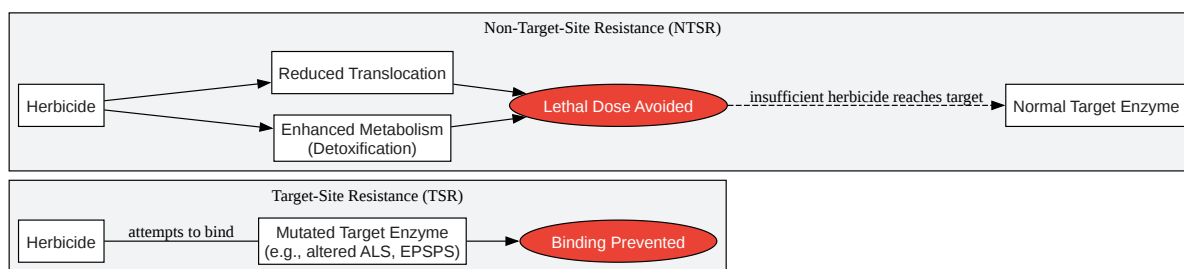 Non-Target-Site Resistance (NTSR)
Herbicide
Reduced Translocation
Enhanced Metabolism
(Detoxification)
Lethal Dose Avoided
insufficient herbicide reaches target
Normal Target Enzyme
Target-Site Resistance (TSR)
Herbicide
attempts to bind
Mutated Target Enzyme
(e.g., altered ALS, EPSPS)
Binding Prevented